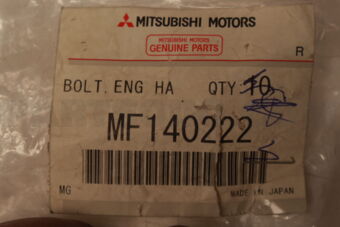 MITSUBISHI MOTORS
MITSUBISHI MOTORS
GENUINE PARTS
R
BOLT, ENG HA QTY 10
MF140222
MG MADE IN JAPAN